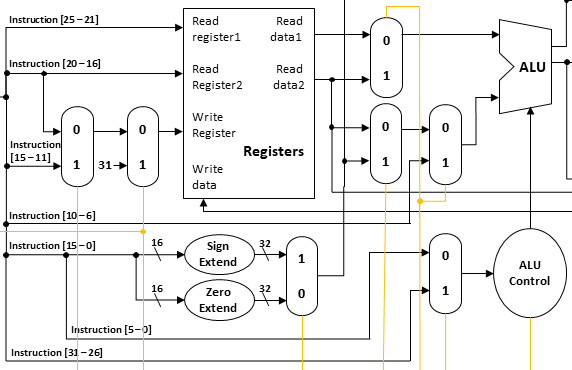 Instruction [25–21]
Read register1
Read data1
0
1
Instruction [20–16]
Read Register2
Read data2
ALU
0
1
0
1
Write Register
0
1
0
1
Instruction [15–11]
31
Registers
Write data
Instruction [10–6]
Instruction [15–0]
16
Sign Extend
32
1
0
0
1
ALU Control
16
Zero Extend
32
Instruction [5–0]
Instruction [31–26]